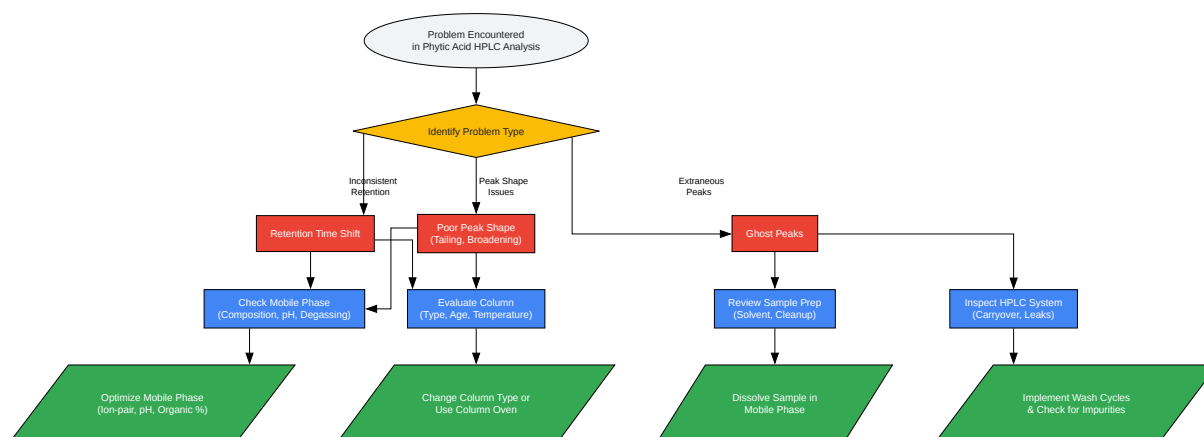 Problem Encountered
in Phytic Acid HPLC Analysis
Identify Problem Type
Inconsistent
Retention
Peak Shape
Issues
Extraneous
Peaks
Retention Time Shift
Poor Peak Shape
(Tailing, Broadening)
Ghost Peaks
Check Mobile Phase
(Composition, pH, Degassing)
Evaluate Column
(Type, Age, Temperature)
Review Sample Prep
(Solvent, Cleanup)
Inspect HPLC System
(Carryover, Leaks)
Optimize Mobile Phase
(Ion-pair, pH, Organic %)
Change Column Type or
Use Column Oven
Dissolve Sample in
Mobile Phase
Implement Wash Cycles
& Check for Impurities